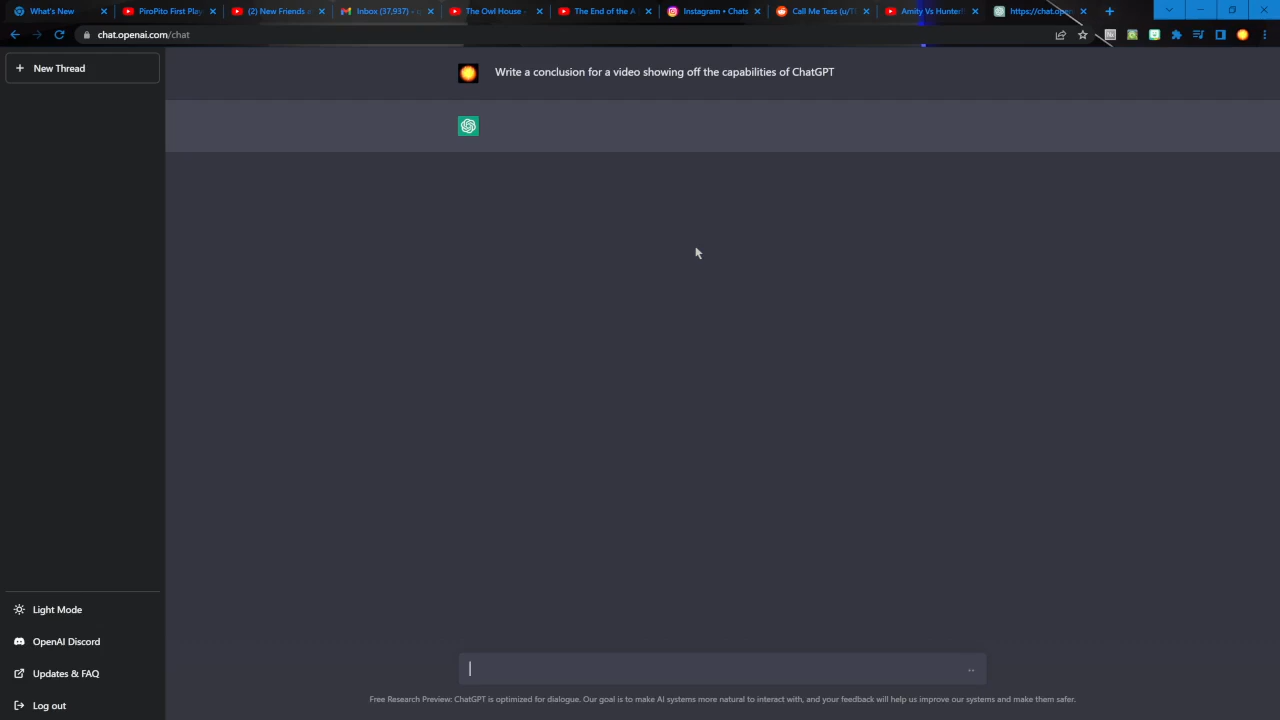 What's New
PiroPito First Play
(2) New Friends a
Inbox (37,937) -
The Owl House -
The End of the A
Instagram • Chats
Call Me Tess (u/T
Amity Vs Hunter!
https://chat.open
chat.openai.com/chat
New Thread
Write a conclusion for a video showing off the capabilities of ChatGPT
Light Mode
OpenAI Discord
Updates & FAQ
Log out
Free Research Preview: ChatGPT is optimized for dialogue. Our goal is to make AI systems more natural to interact with, and your feedback will help us improve our systems and make them safer.